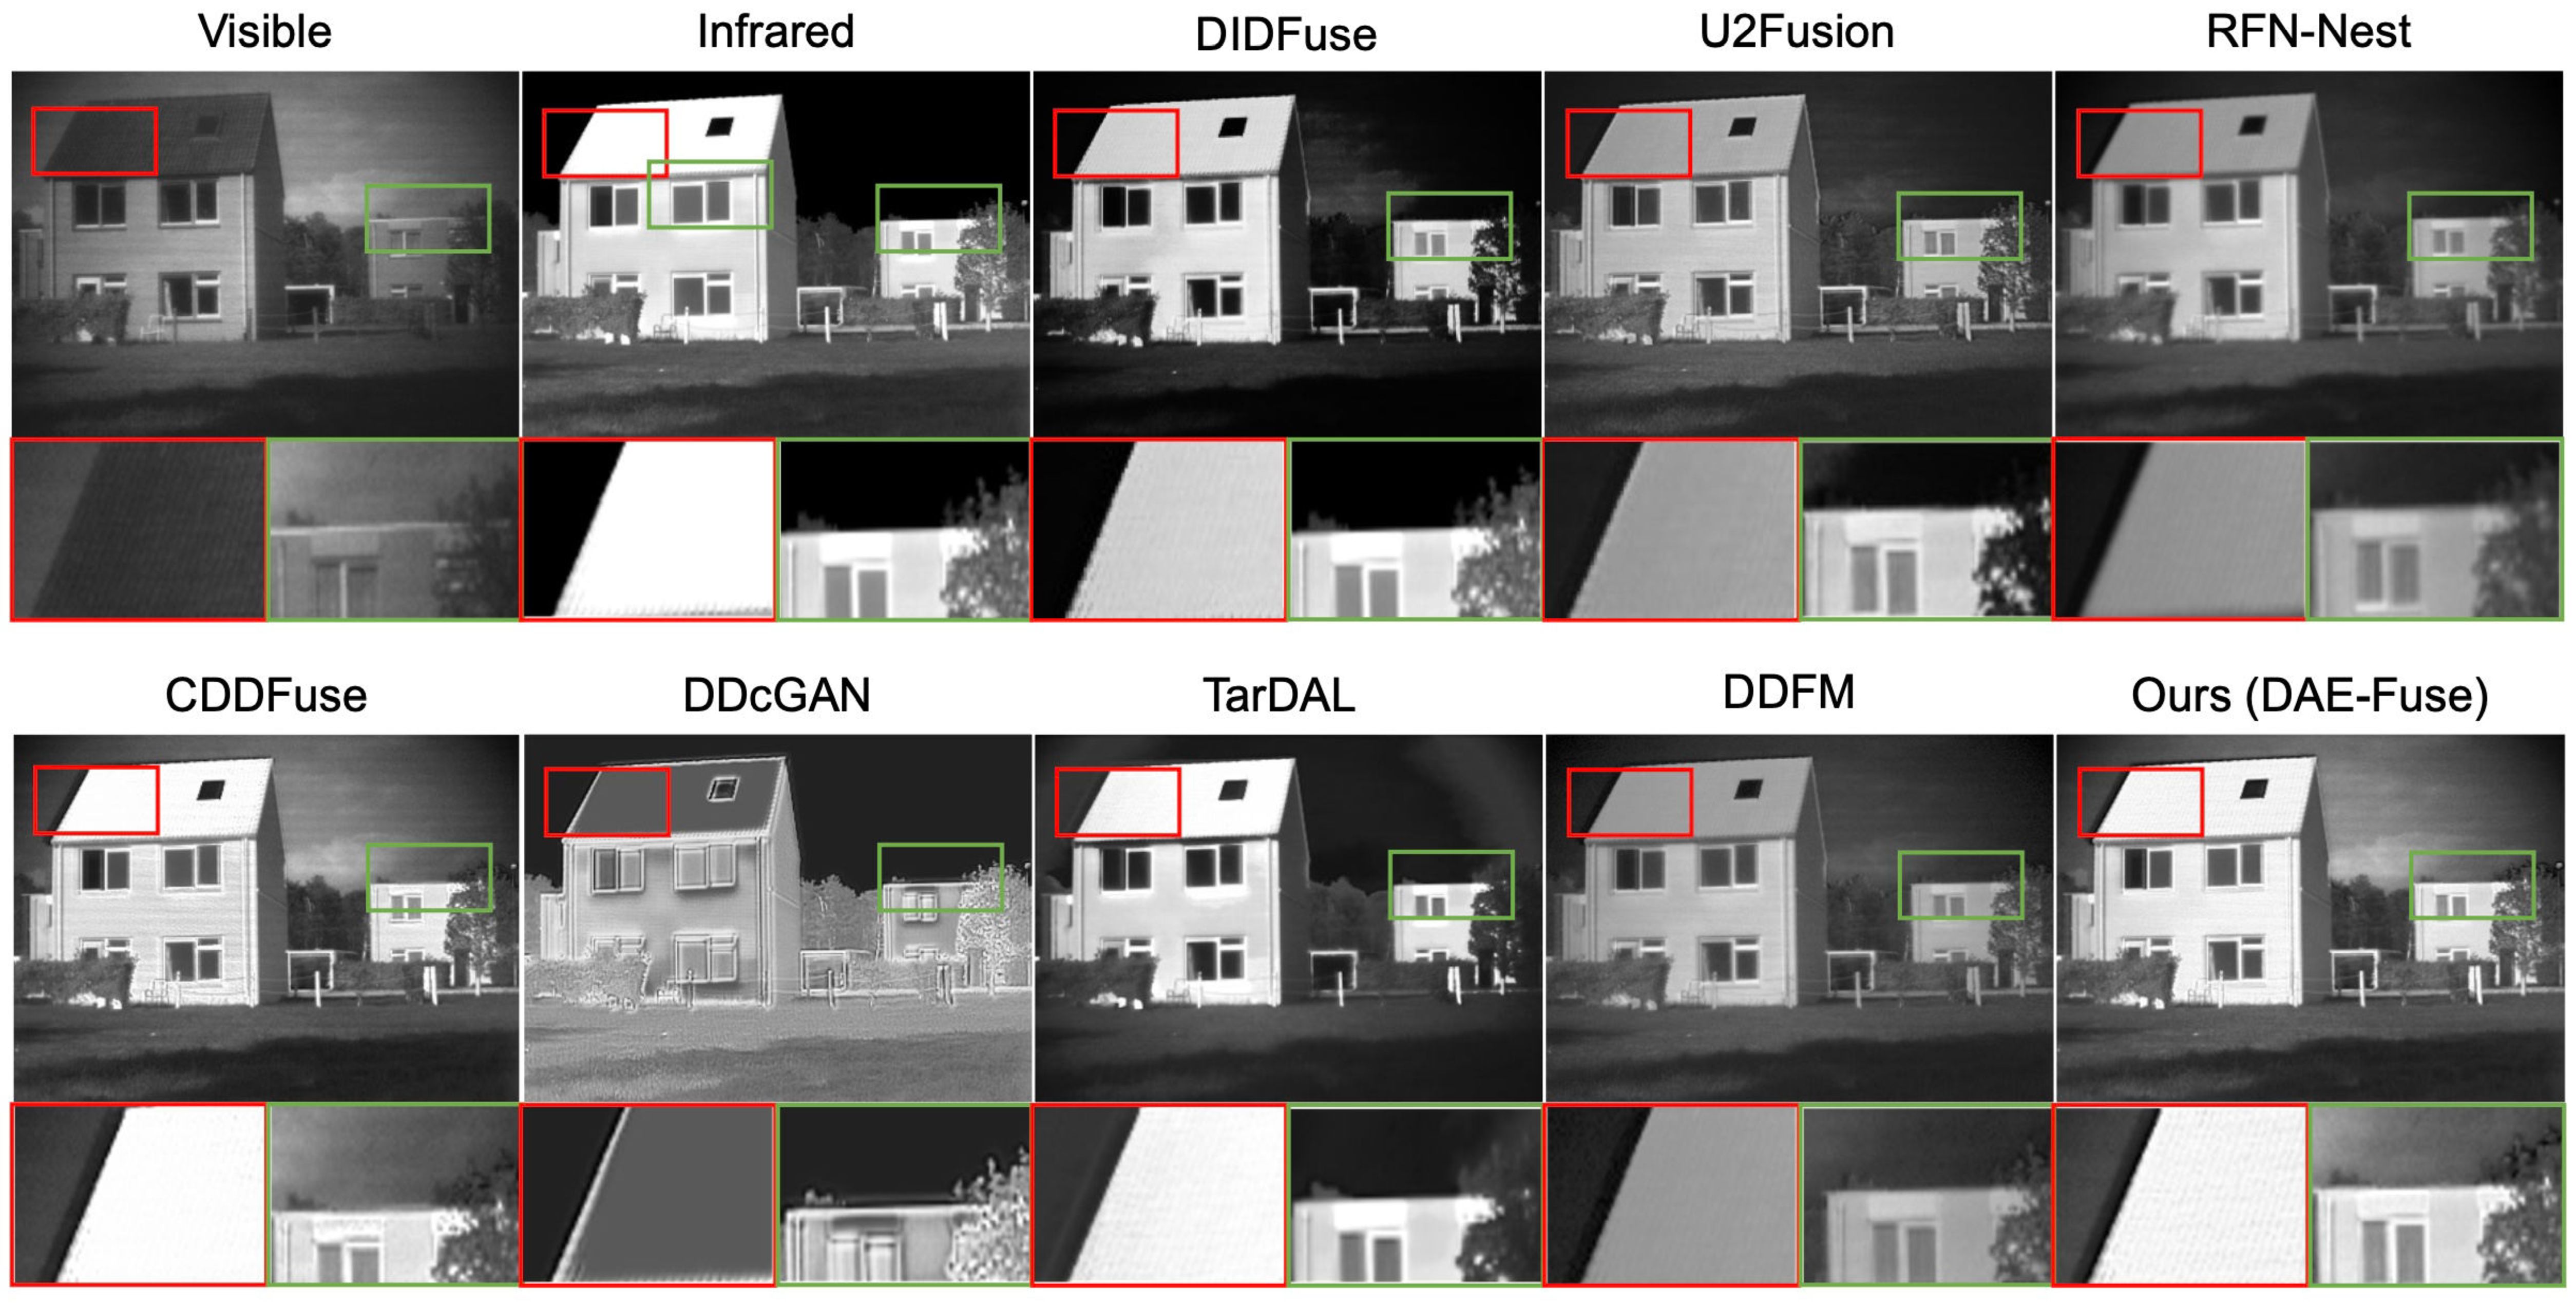 Visible Infrared DIDFuse U2Fusion RFN-Nest
CDDFuse DDcGAN TarDAL DDFM Ours (DAE-Fuse)